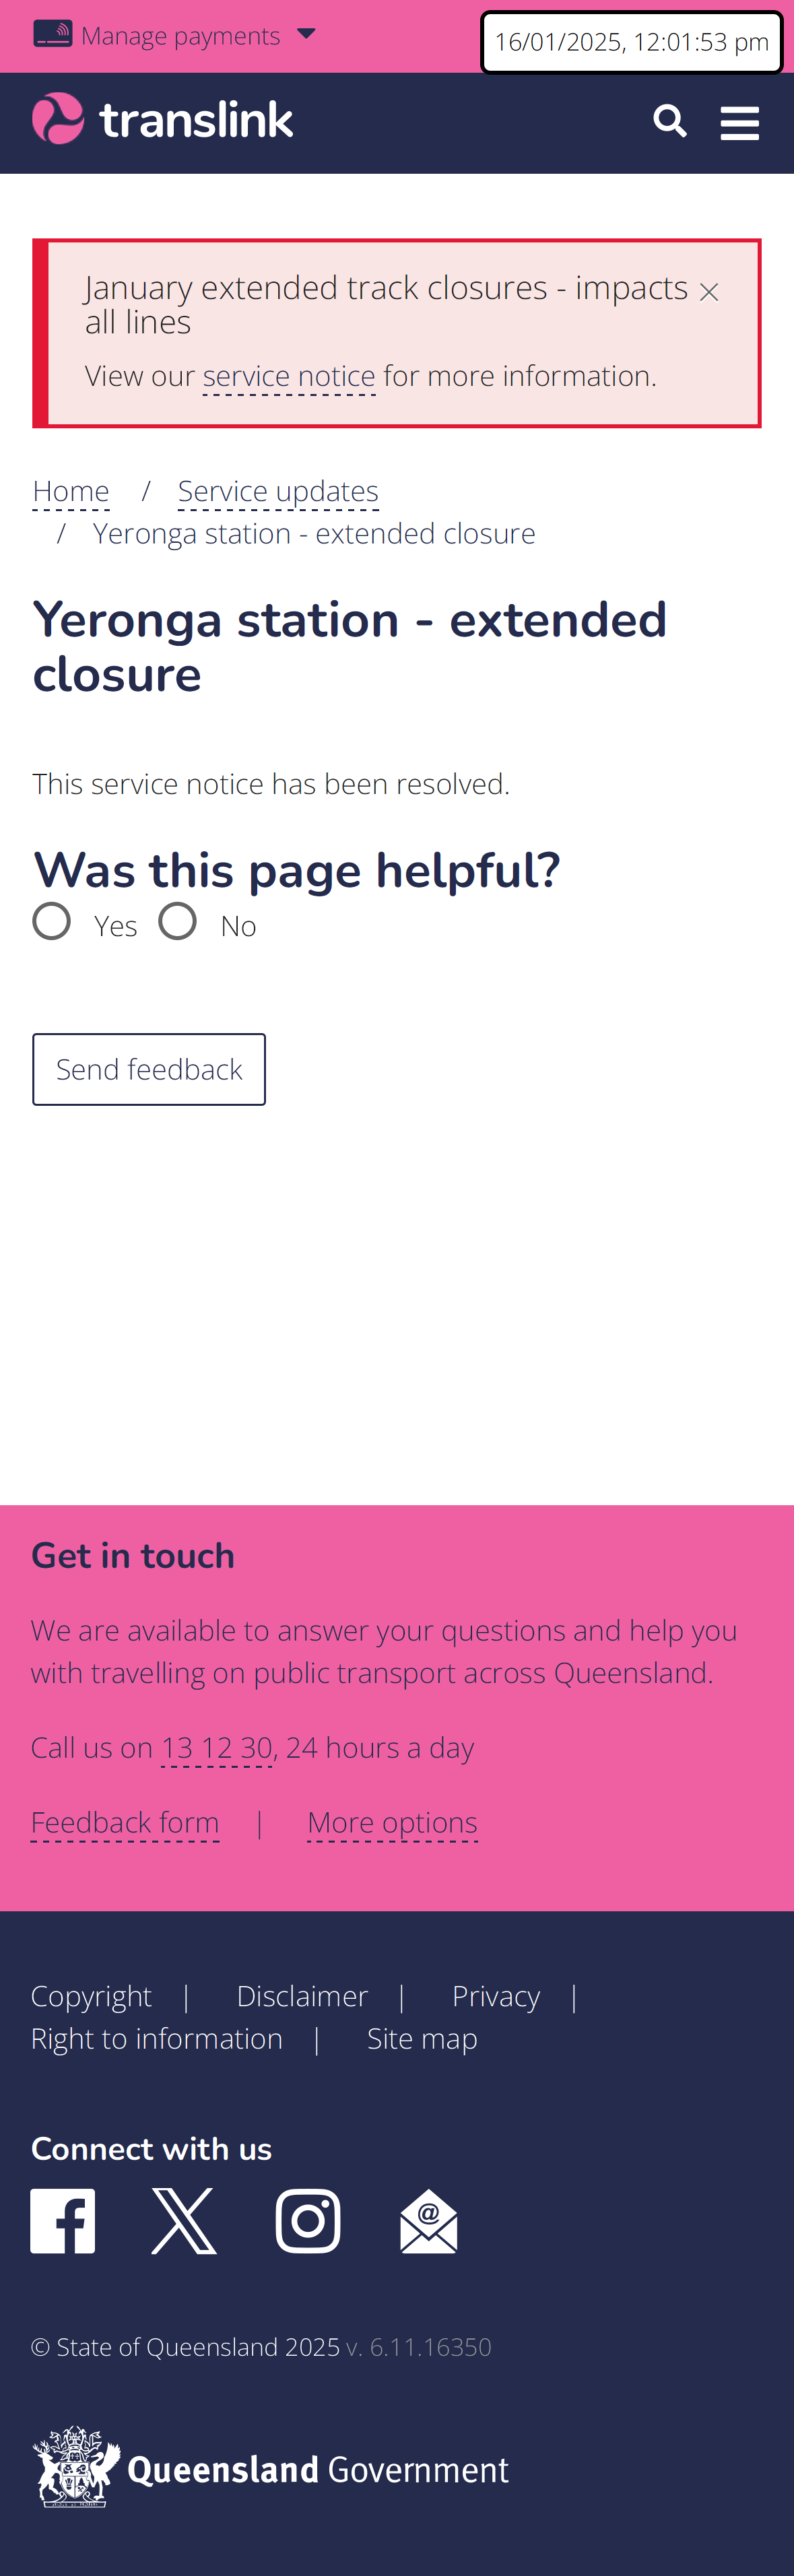 Manage payments
16/01/2025, 12:01:53 pm
translink
January extended track closures - impacts
all lines
View our service notice for more information.
Home / Service updates
/ Yeronga station - extended closure
Yeronga station - extended
closure
This service notice has been resolved.
Was this page helpful?
Yes No
Send feedback
Get in touch
We are available to answer your questions and help you
with travelling on public transport across Queensland.
Call us on 13 12 30, 24 hours a day
Feedback form | More options
Copyright | Disclaimer | Privacy |
Right to information | Site map
Connect with us
@
© State of Queensland 2025 v. 6.11.16350
Queensland Government